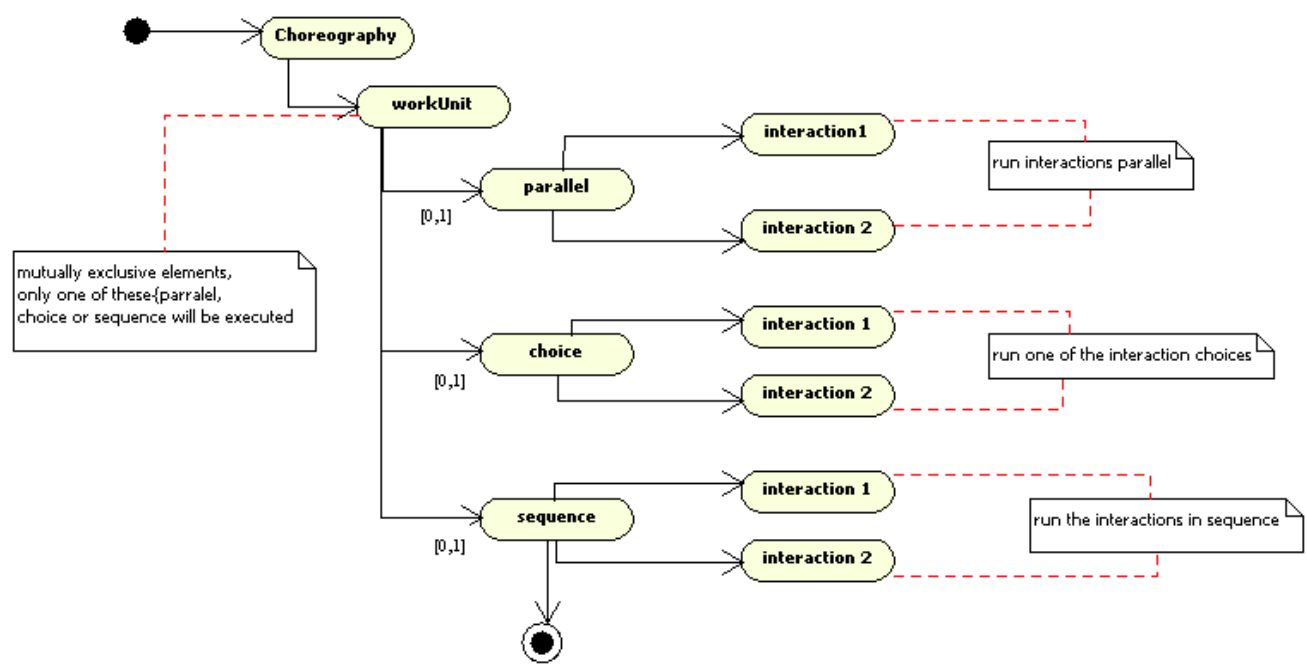 Choreography
workUnit
interaction1
run interactions parallel
parallel
[0,1]
interaction 2
mutually exclusive elements,
only one of these-{parralel,
choice or sequence will be executed
interaction 1
run one of the interaction choices
choice
[0,1]
interaction 2
interaction 1
run the interactions in sequence
sequence
[0,1]
interaction 2